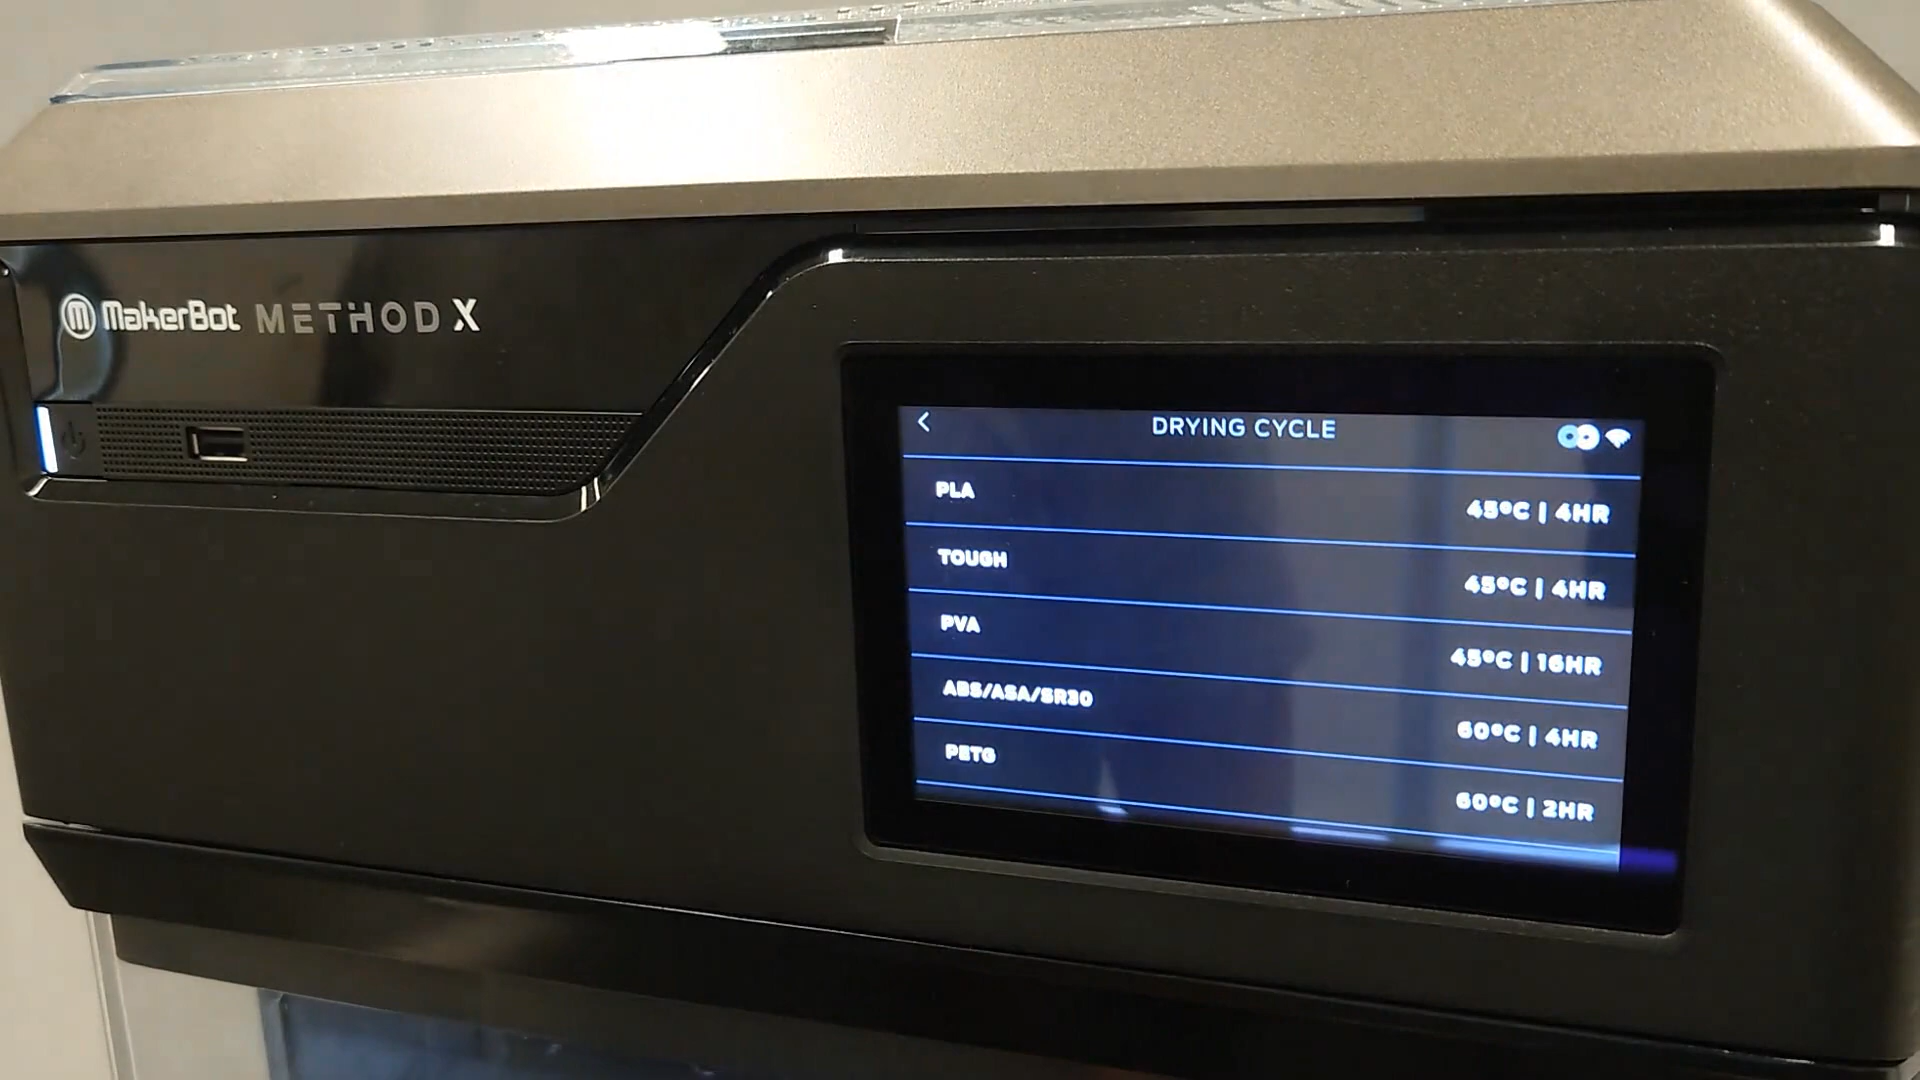 MakerBot METHOD X
DRYING CYCLE
PLA 45°C | 4HR
TOUGH 45°C | 4HR
PVA 45°C | 16HR
ABS/ASA/SR30 60°C | 4HR
PETG 60°C | 2HR